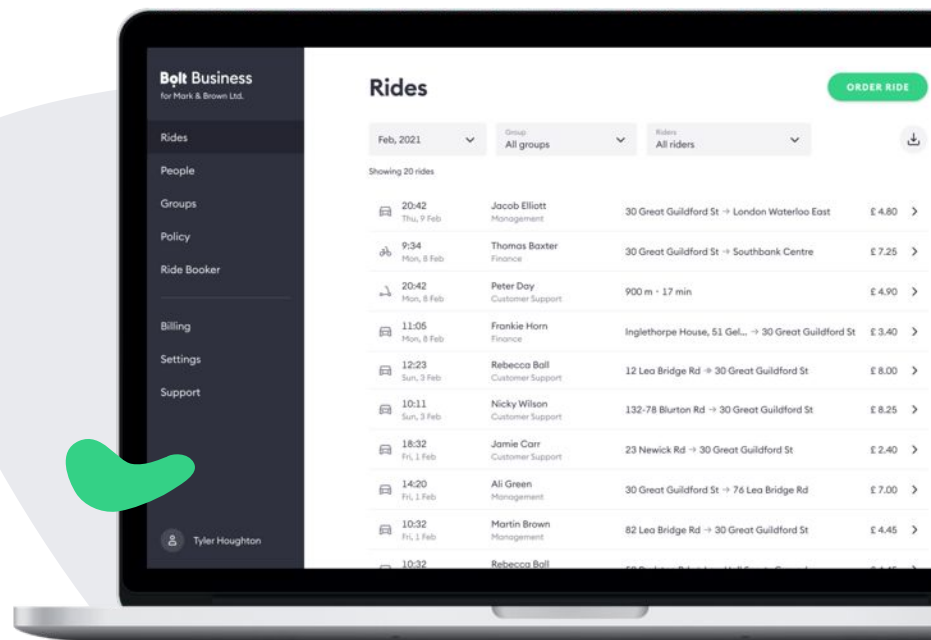 Bolt Business
for Mark & Brown Ltd.
Rides
People
Groups
Policy
Ride Booker
Billing
Settings
Support
Tyler Houghton
Rides
ORDER RIDE
Feb, 2021
Group
All groups
Riders
All riders
Showing 20 rides
20:42 Jacob Elliott 30 Great Guildford St → London Waterloo East £ 4.80
Thu, 9 Feb Management
9:34 Thomas Baxter 30 Great Guildford St → Southbank Centre £ 7.25
Mon, 8 Feb Finance
20:42 Peter Day 900 m · 17 min £ 4.90
Mon, 8 Feb Customer Support
11:05 Frankie Horn Inglethorpe House, 51 Gel... → 30 Great Guildford St £ 3.40
Mon, 8 Feb Finance
12:23 Rebecca Ball 12 Lea Bridge Rd → 30 Great Guildford St £ 8.00
Sun, 3 Feb Customer Support
10:11 Nicky Wilson 132-78 Blurton Rd → 30 Great Guildford St £ 8.25
Sun, 3 Feb Customer Support
18:32 Jamie Carr 23 Newick Rd → 30 Great Guildford St £ 2.40
Fri, 1 Feb Customer Support
14:20 Ali Green 30 Great Guildford St → 76 Lea Bridge Rd £ 7.00
Fri, 1 Feb Management
10:32 Martin Brown 82 Lea Bridge Rd → 30 Great Guildford St £ 4.45
Fri, 1 Feb Management
10:32 Rebecca Ball